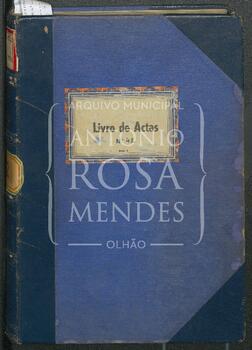 ARQUIVO MUNICIPAL
ANTÓNIO
ROSA
MENDES
OLHÃO
Livro de Actas